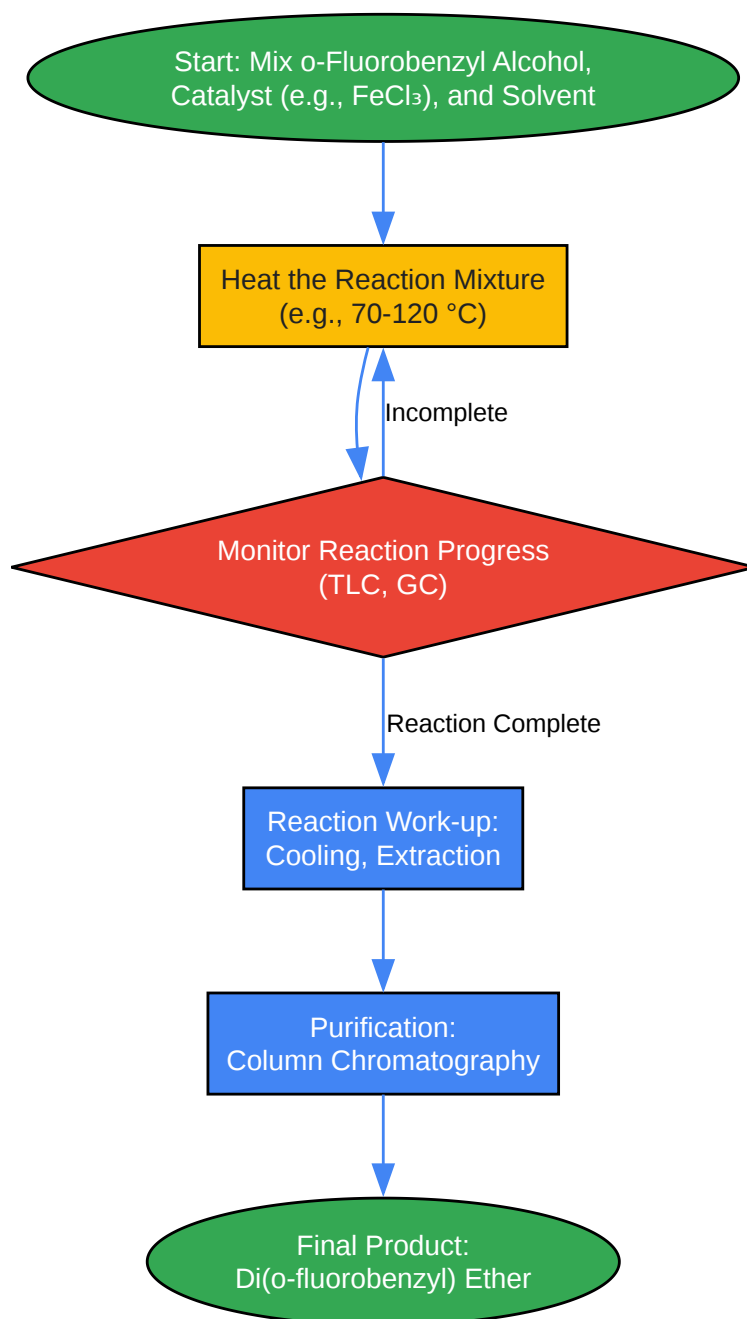 Start: Mix o-Fluorobenzyl Alcohol,
Catalyst (e.g., FeCl₃), and Solvent
Heat the Reaction Mixture
(e.g., 70-120 °C)
Incomplete
Monitor Reaction Progress
(TLC, GC)
Reaction Complete
Reaction Work-up:
Cooling, Extraction
Purification:
Column Chromatography
Final Product:
Di(o-fluorobenzyl) Ether